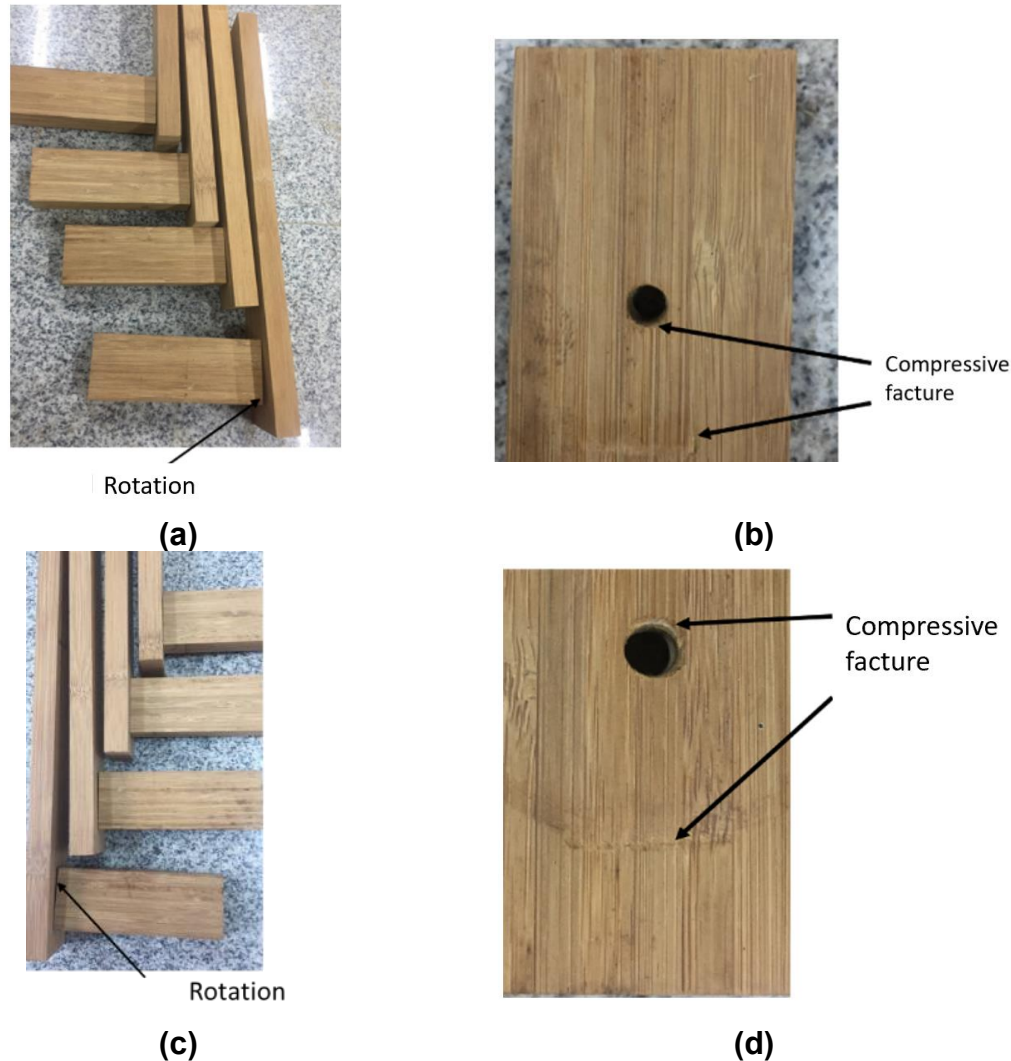 Compressive
facture
Rotation
(a)
(b)
Compressive
facture
Rotation
(c)
(d)